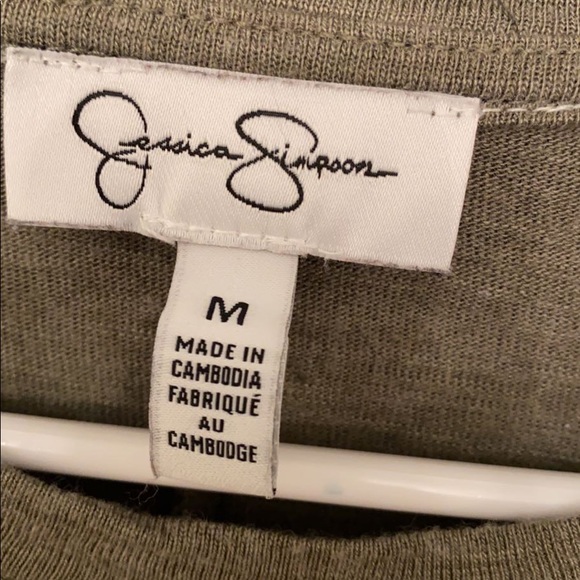 Jessica Simpson
M
MADE IN
CAMBODIA
FABRIQUÉ
AU
CAMBODGE